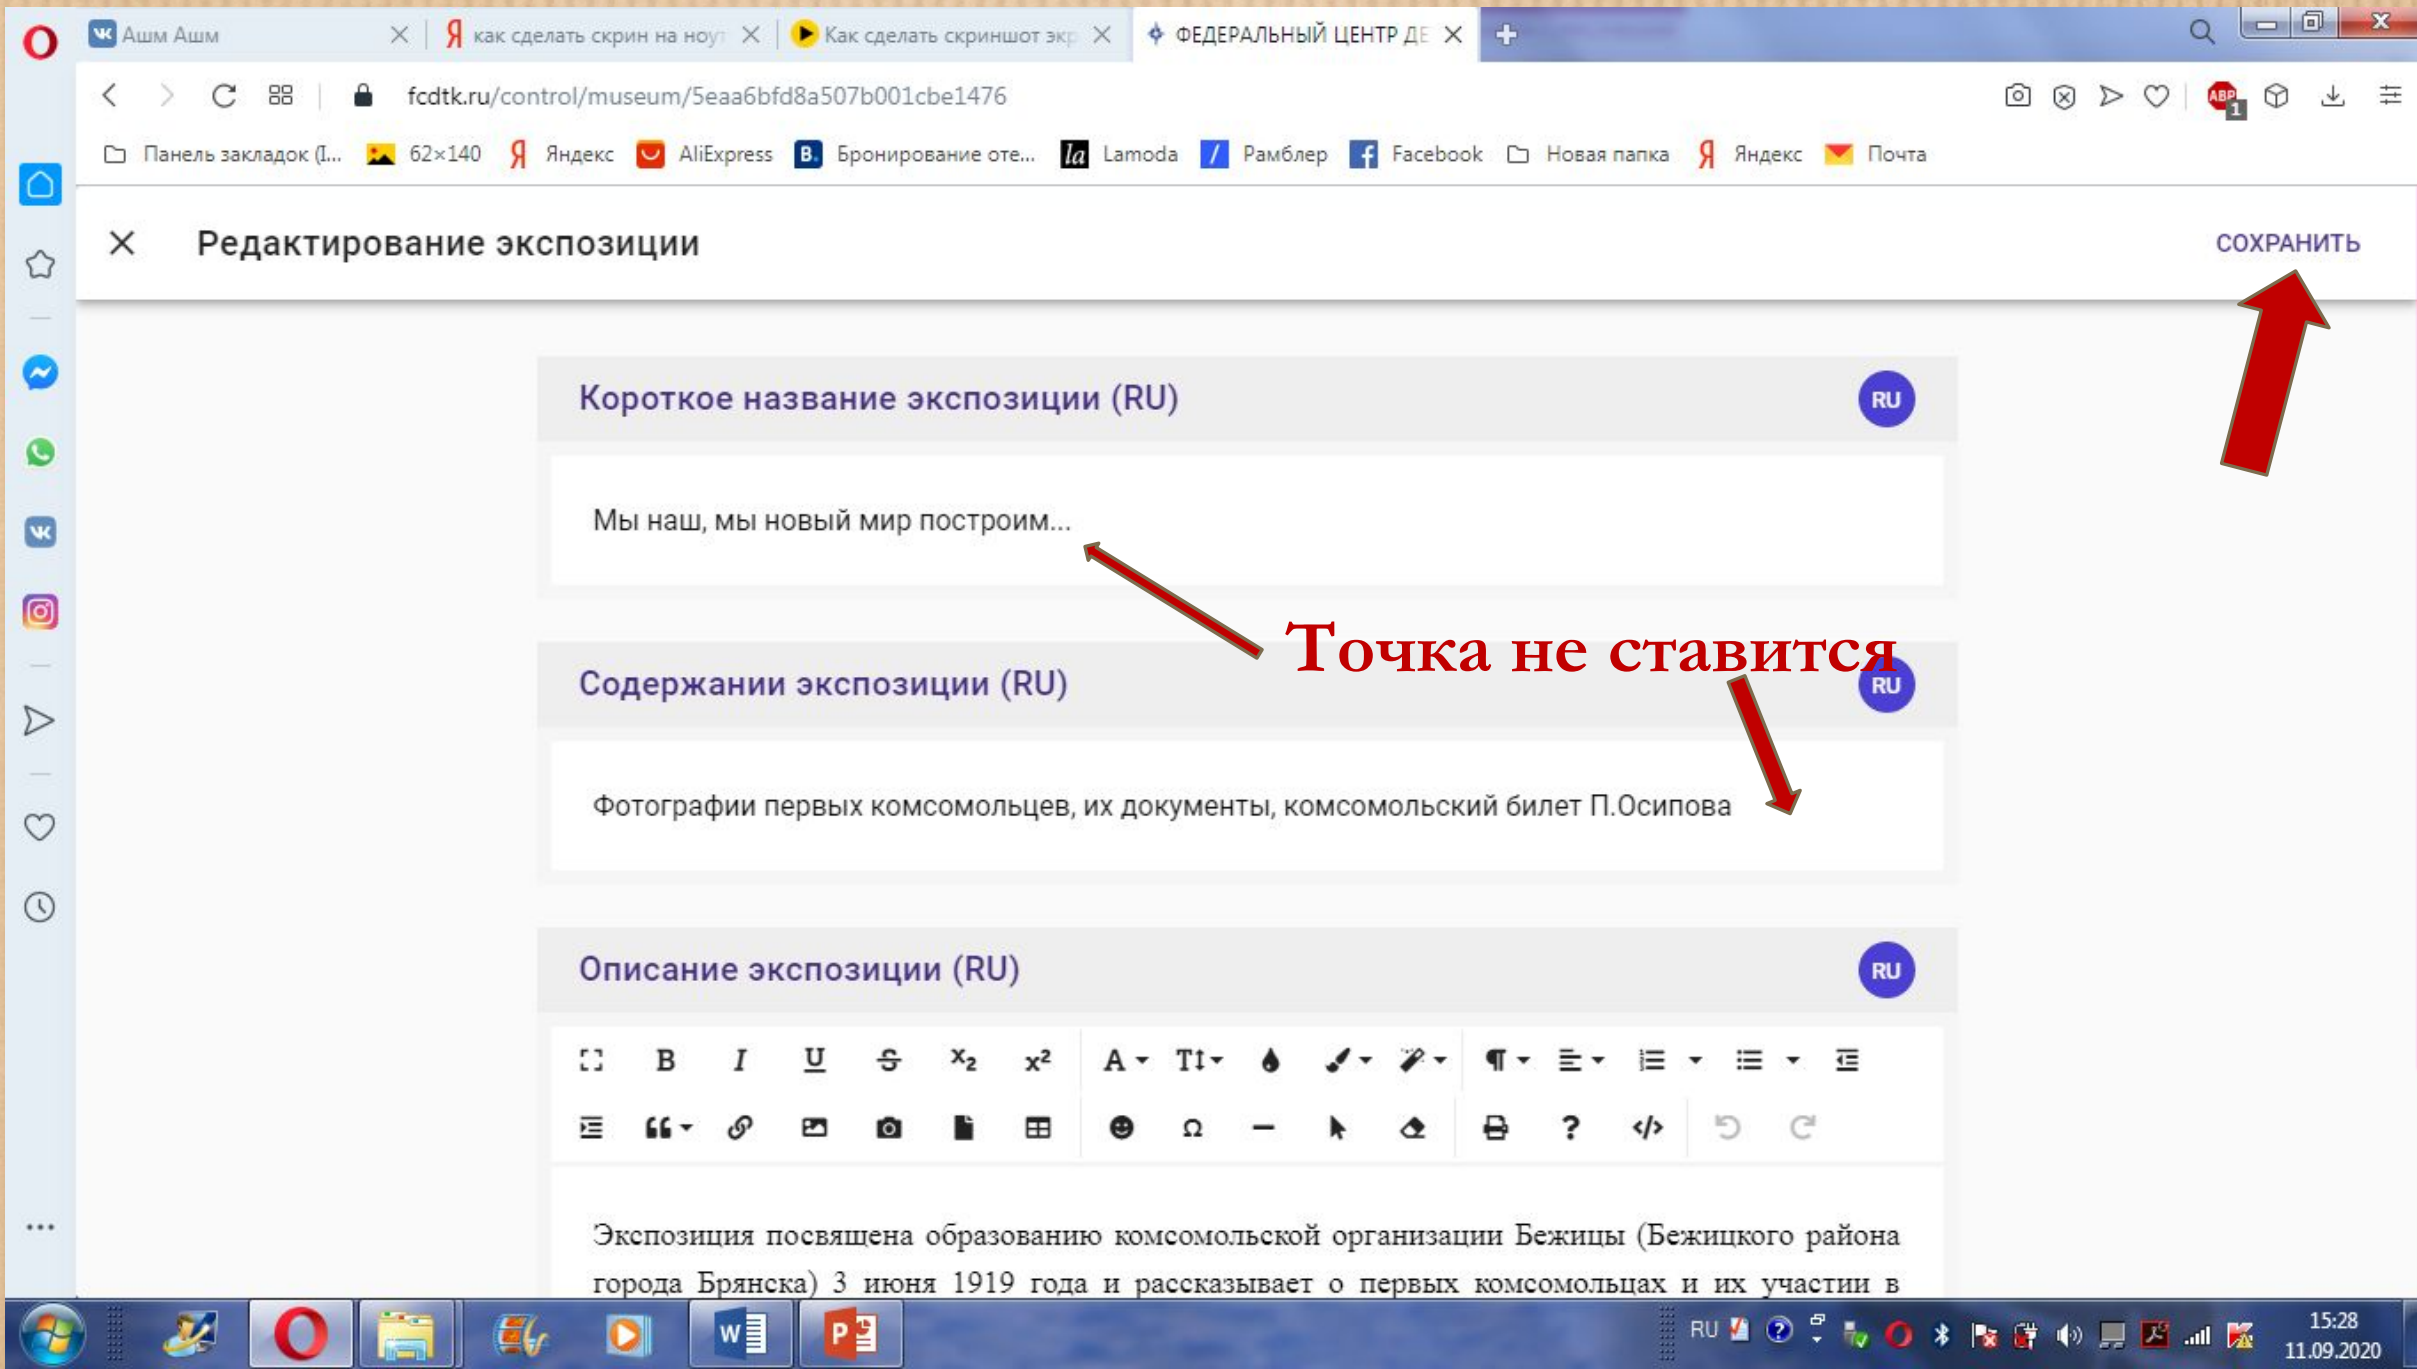 Ашм Ашм
как сделать скрин на ноут
Как сделать скриншот экр
ФЕДЕРАЛЬНЫЙ ЦЕНТР ДЕ
fcdtk.ru/control/museum/5eaa6bfd8a507b001cbe1476
ABP 1
Панель закладок (I... 62×140 Яндекс AliExpress B. Бронирование оте... la Lamoda Рамблер Facebook Новая папка Яндекс Почта
Редактирование экспозиции
СОХРАНИТЬ
Короткое название экспозиции (RU)
RU
Мы наш, мы новый мир построим...
Точка не ставится
Содержании экспозиции (RU)
RU
Фотографии первых комсомольцев, их документы, комсомольский билет П.Осипова
Описание экспозиции (RU)
RU
Экспозиция посвящена образованию комсомольской организации Бежицы (Бежицкого района
города Брянска) 3 июня 1919 года и рассказывает о первых комсомольцах и их участии в
RU
15:28
11.09.2020